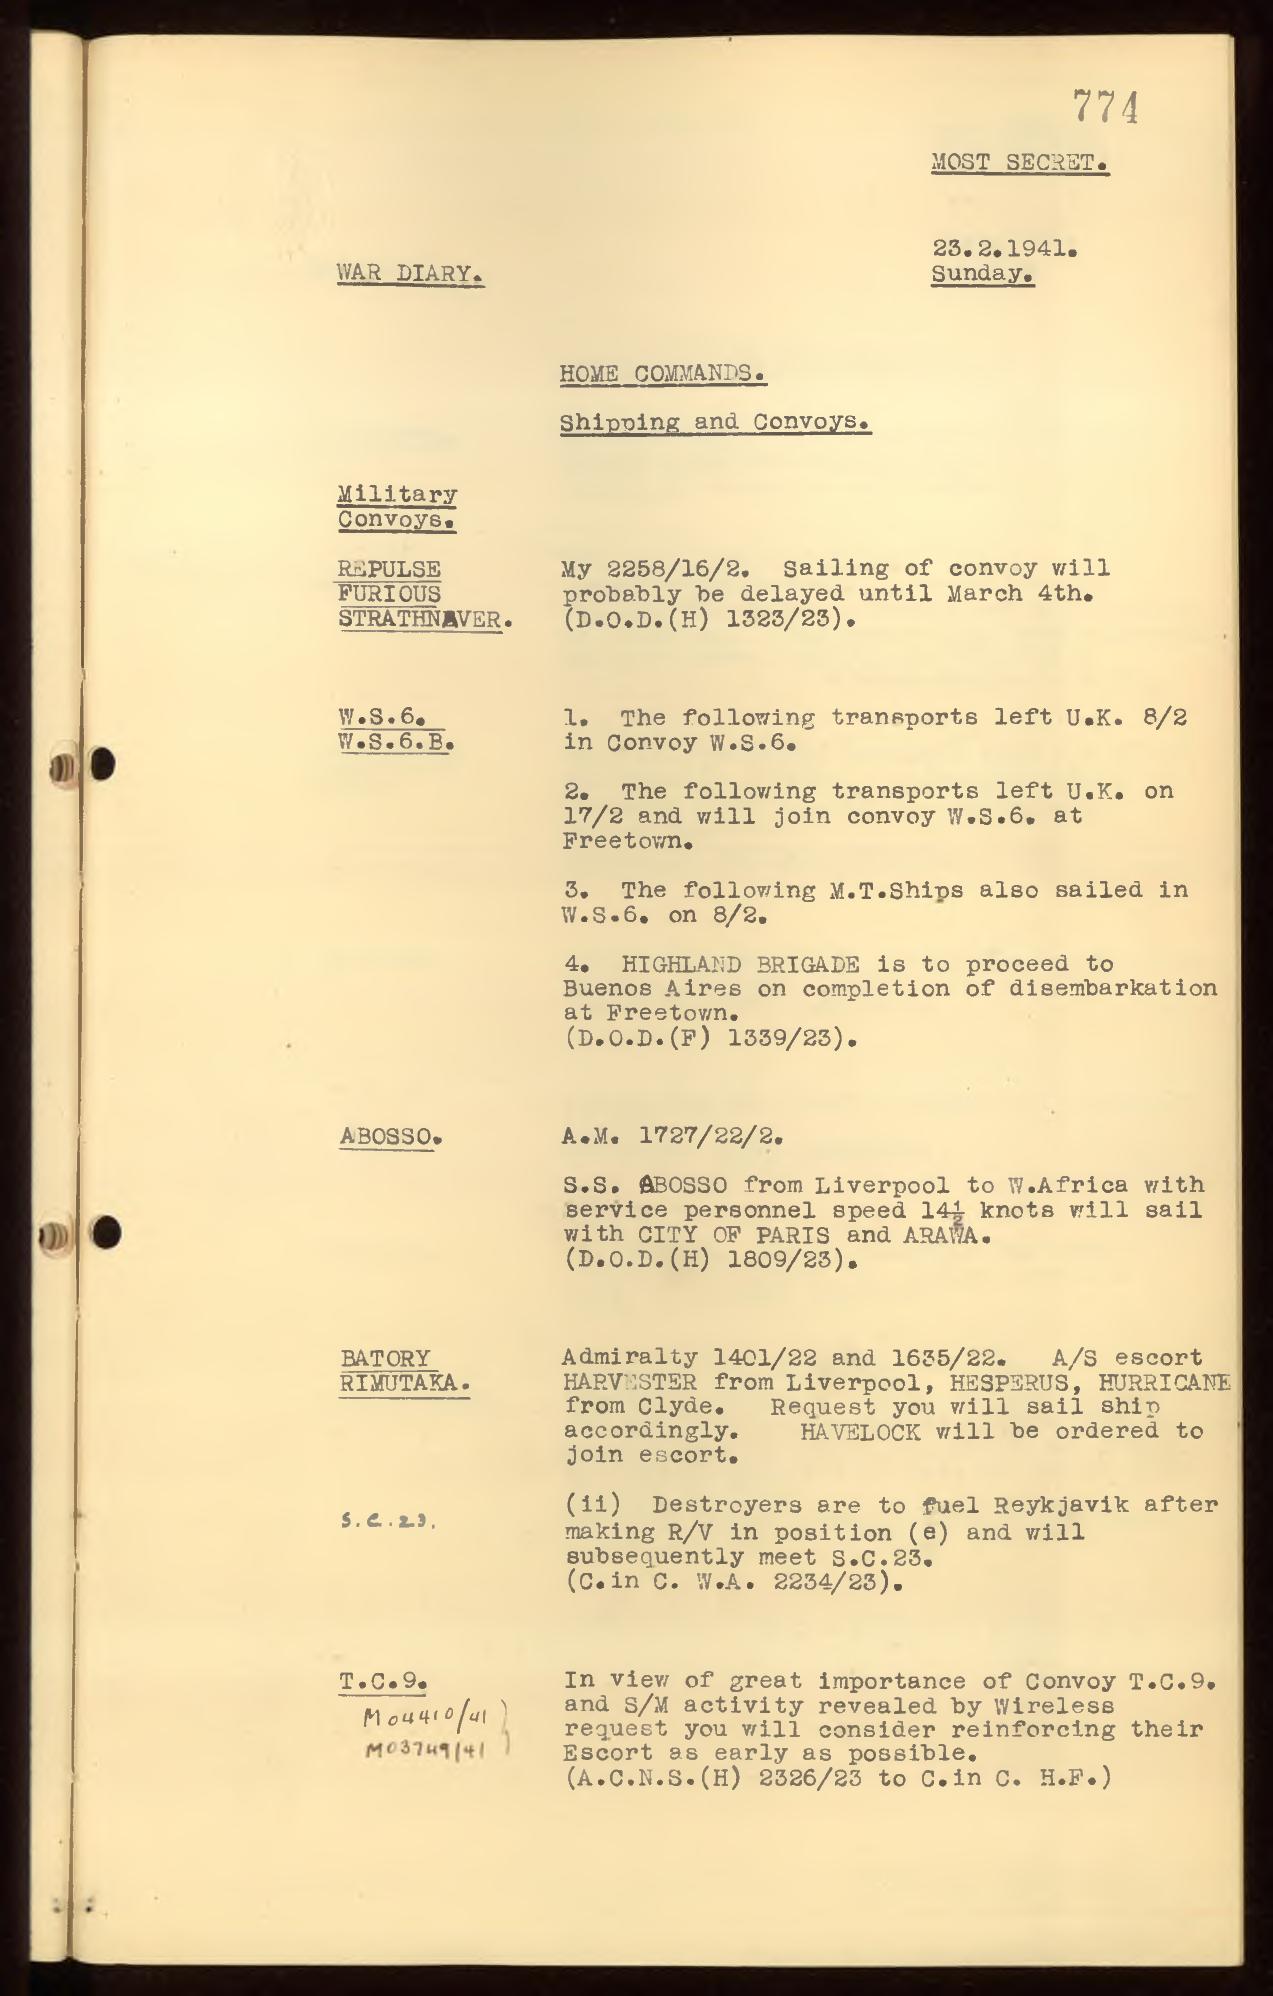 774
MOST SECRET.
23.2.1941.
Sunday.
WAR DIARY.
HOME COMMANDS.
Shipping and Convoys.
Military
Convoys.
REPULSE
FURIOUS
STRATHNAVER.
My 2258/16/2. Sailing of convoy will
probably be delayed until March 4th.
(D.O.D.(H) 1323/23).
W.S.6.
W.S.6.B.
1. The following transports left U.K. 8/2
in Convoy W.S.6.
2. The following transports left U.K. on
17/2 and will join convoy W.S.6. at
Freetown.
3. The following M.T.Ships also sailed in
W.S.6. on 8/2.
4. HIGHLAND BRIGADE is to proceed to
Buenos Aires on completion of disembarkation
at Freetown.
(D.O.D.(F) 1339/23).
ABOSSO.
A.M. 1727/22/2.
S.S. ABOSSO from Liverpool to W.Africa with
service personnel speed 14½ knots will sail
with CITY OF PARIS and ARAWA.
(D.O.D.(H) 1809/23).
BATORY
RIMUTAKA.
Admiralty 1401/22 and 1635/22. A/S escort
HARVESTER from Liverpool, HESPERUS, HURRICANE
from Clyde. Request you will sail ship
accordingly. HAVELOCK will be ordered to
join escort.
S.C.23.
(ii) Destroyers are to fuel Reykjavik after
making R/V in position (e) and will
subsequently meet S.C.23.
(C.in C. W.A. 2234/23).
T.C.9.
M04410/41 )
M03749/41 )
In view of great importance of Convoy T.C.9.
and S/M activity revealed by Wireless
request you will consider reinforcing their
Escort as early as possible.
(A.C.N.S.(H) 2326/23 to C.in C. H.F.)